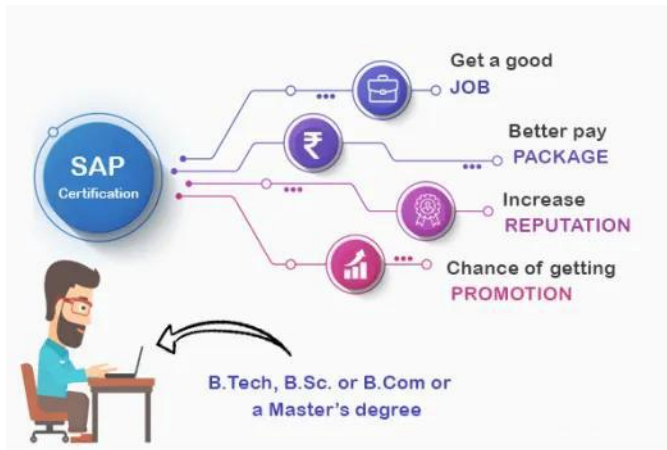 SAP
Certification
Get a good
JOB
₹
Better pay
PACKAGE
Increase
REPUTATION
Chance of getting
PROMOTION
B.Tech, B.Sc. or B.Com or
a Master's degree